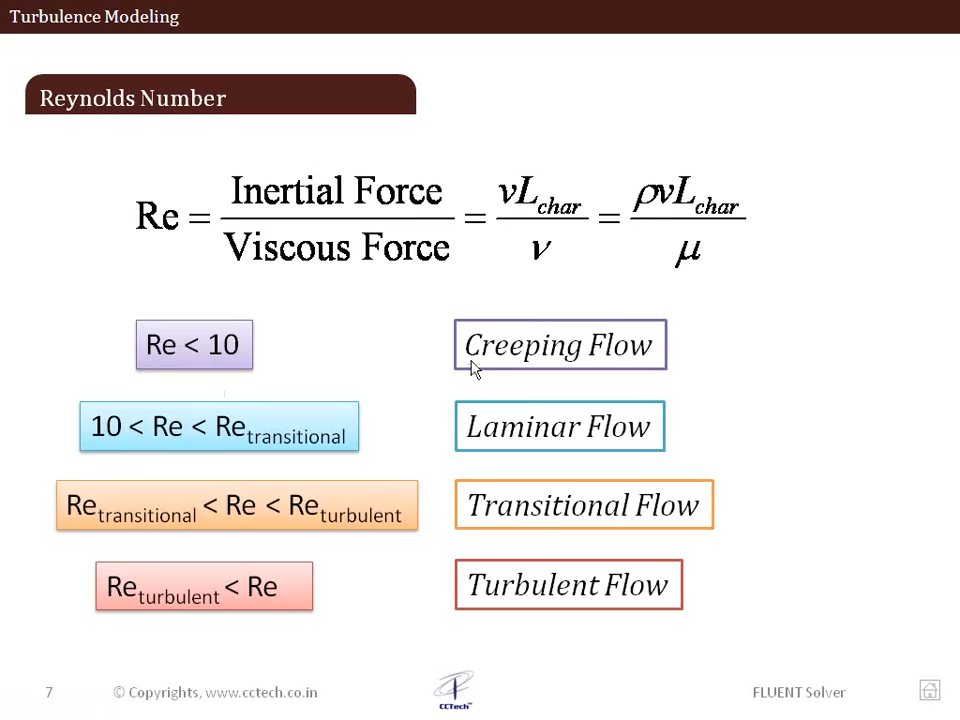 Turbulence Modeling
Reynolds Number
Re = Inertial Force / Viscous Force = vL_char / ν = ρvL_char / μ
Re < 10
Creeping Flow
10 < Re < Re_transitional
Laminar Flow
Re_transitional < Re < Re_turbulent
Transitional Flow
Re_turbulent < Re
Turbulent Flow
7
© Copyrights, www.cctech.co.in
CCTech™
FLUENT Solver